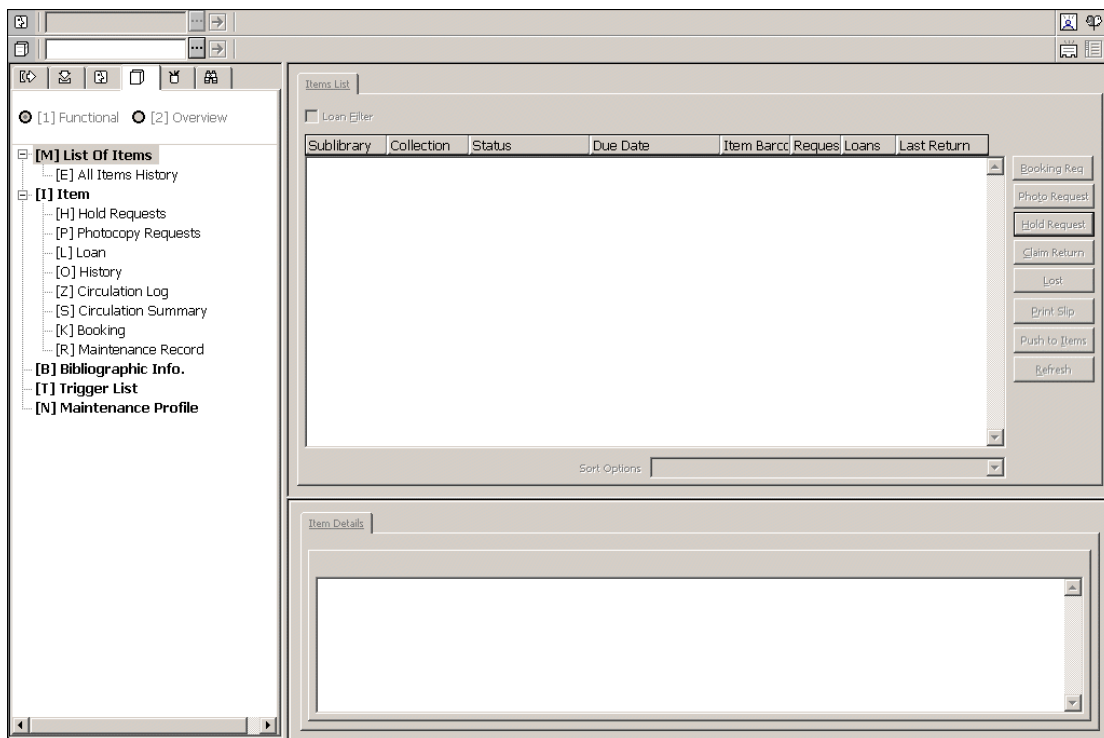 [1] Functional [2] Overview
[M] List Of Items
[E] All Items History
[I] Item
[H] Hold Requests
[P] Photocopy Requests
[L] Loan
[O] History
[Z] Circulation Log
[S] Circulation Summary
[K] Booking
[R] Maintenance Record
[B] Bibliographic Info.
[T] Trigger List
[N] Maintenance Profile
Items List
Loan Filter
Sublibrary Collection Status Due Date Item Barcc Reques Loans Last Return
Booking Req
Photo Request
Hold Request
Claim Return
Lost
Print Slip
Push to Items
Refresh
Sort Options
Item Details